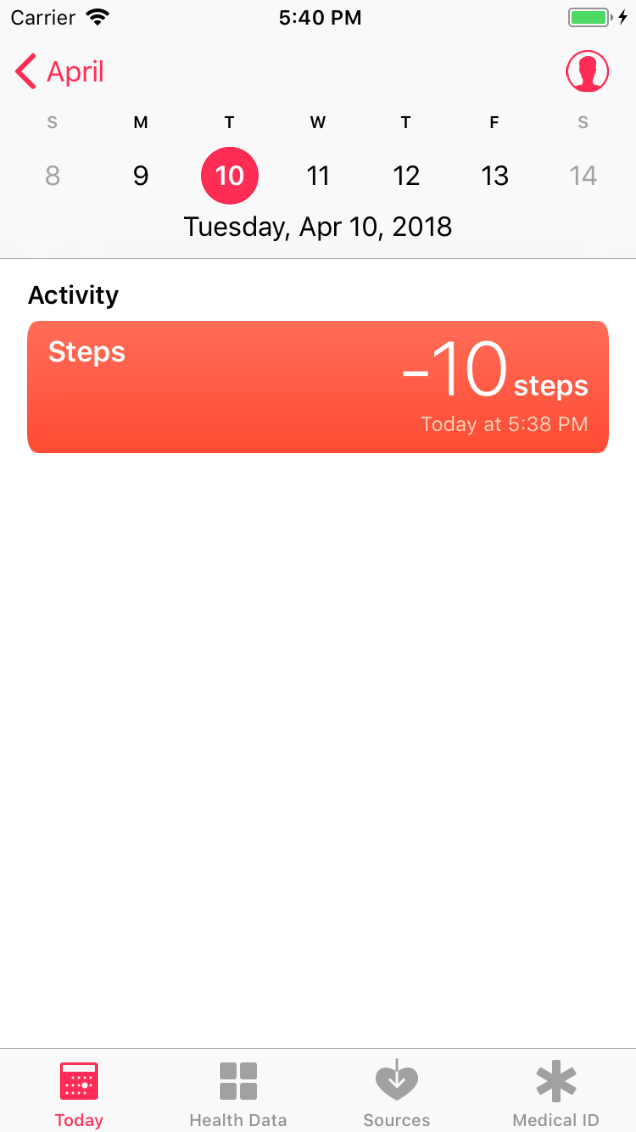 Carrier 5:40 PM
April
S M T W T F S
8 9 10 11 12 13 14
Tuesday, Apr 10, 2018
Activity
Steps -10 steps
Today at 5:38 PM
Today Health Data Sources Medical ID